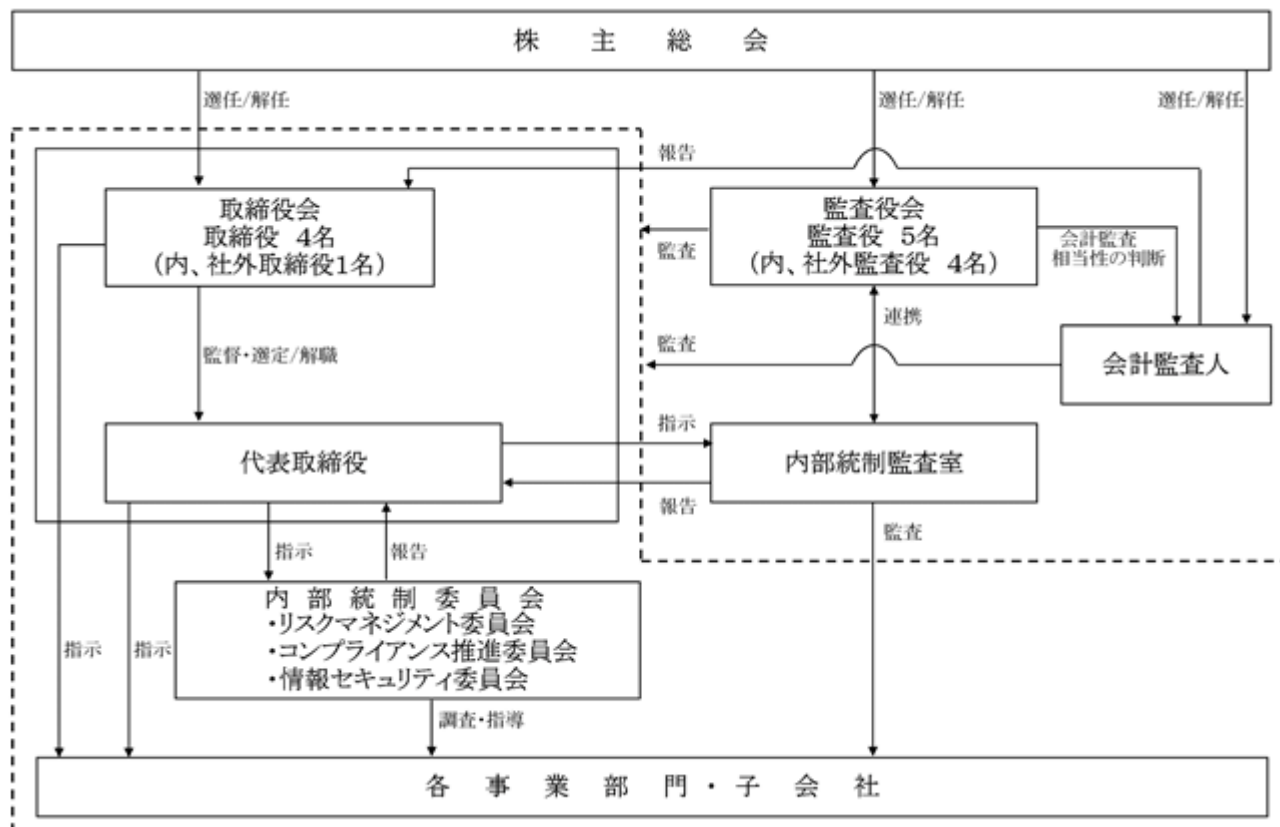 株 主 総 会
選任/解任
選任/解任
選任/解任
報告
取締役会
取締役 4名
（内、社外取締役1名）
監査役会
監査役 5名
（内、社外監査役 4名）
監査
会計監査
相当性の判断
連携
監督・選定/解職
監査
会計監査人
指示
代表取締役
内部統制監査室
報告
監査
指示
報告
内 部 統 制 委 員 会
・リスクマネジメント委員会
・コンプライアンス推進委員会
・情報セキュリティ委員会
指示
指示
調査・指導
各 事 業 部 門 ・ 子 会 社